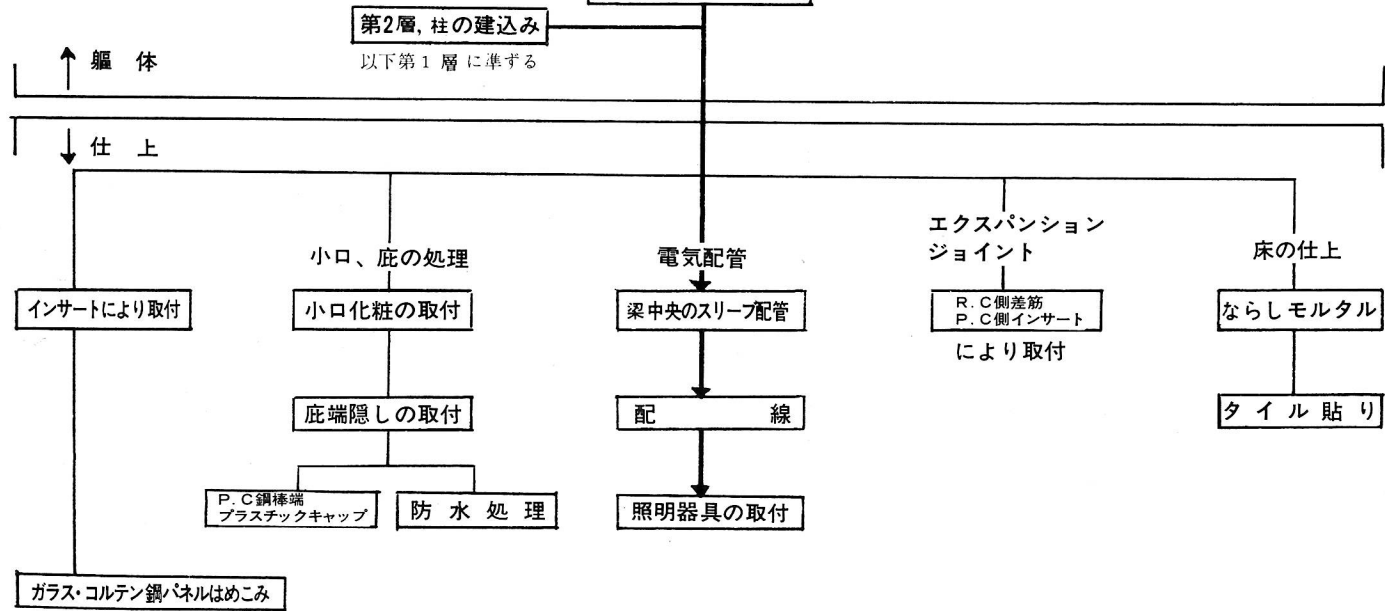 第2層, 柱の建込み
以下第1層に準ずる
躯体
仕上
小口、庇の処理
電気配管
エクスパンション
ジョイント
床の仕上
インサートにより取付
小口化粧の取付
梁中央のスリーブ配管
R.C側差筋
P.C側インサート
により取付
ならしモルタル
庇端隠しの取付
配線
タイル貼り
P.C鋼棒端
プラスチックキャップ
防水処理
照明器具の取付
ガラス・コルテン鋼パネルはめこみ